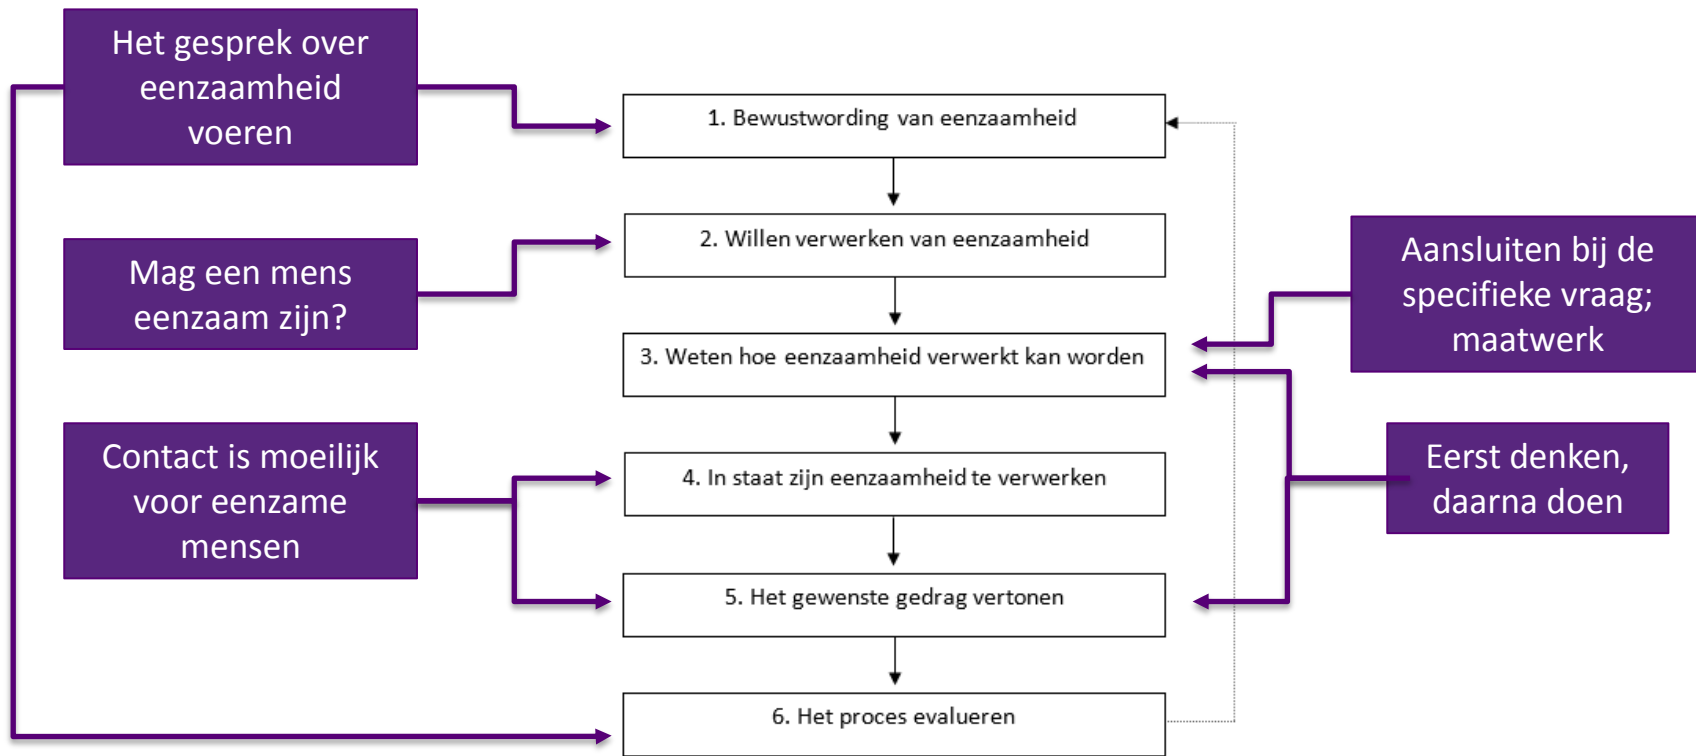 Het gesprek over
eenzaamheid
voeren
1. Bewustwording van eenzaamheid
2. Willen verwerken van eenzaamheid
Mag een mens
eenzaam zijn?
Aansluiten bij de
specifieke vraag;
maatwerk
3. Weten hoe eenzaamheid verwerkt kan worden
Contact is moeilijk
voor eenzame
mensen
4. In staat zijn eenzaamheid te verwerken
Eerst denken,
daarna doen
5. Het gewenste gedrag vertonen
6. Het proces evalueren